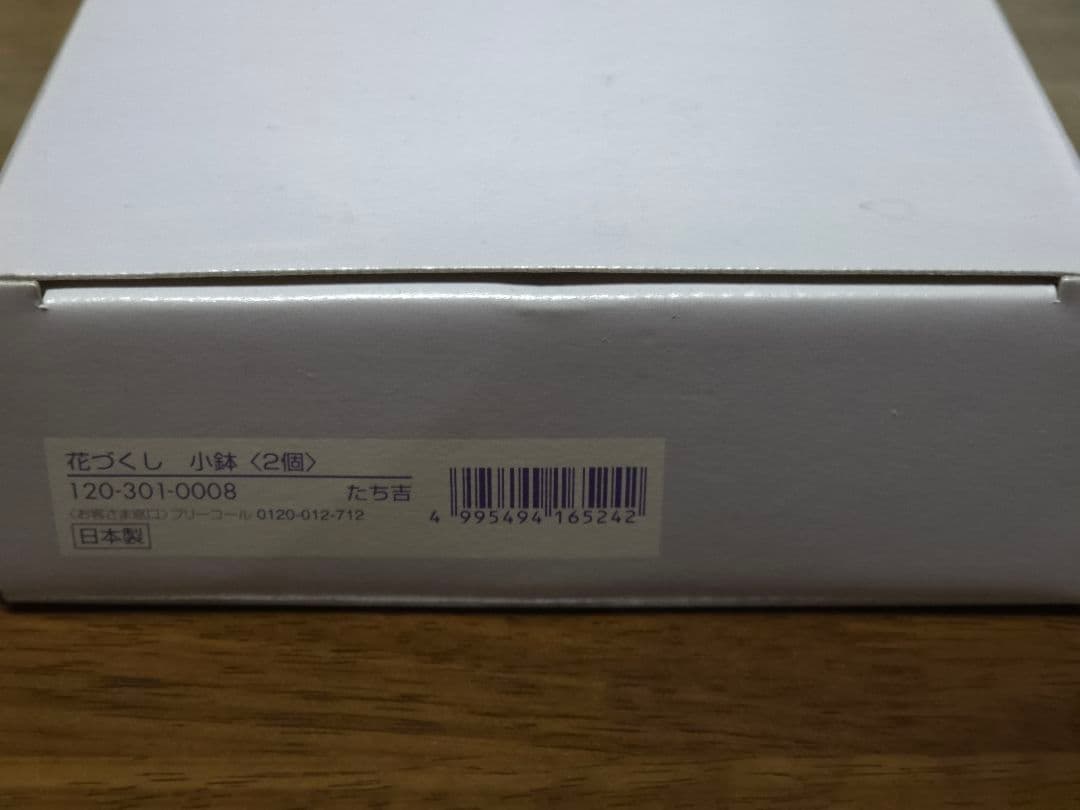 花づくし 小鉢〈2個〉
120-301-0008 たち吉
〈お客さま窓口〉フリーコール 0120-012-712
日本製
4 995494 165242